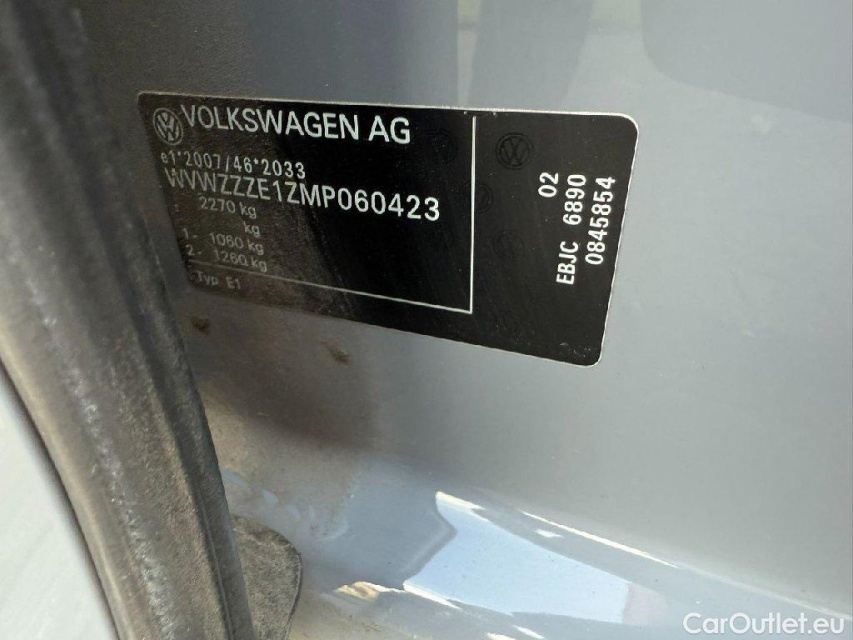 VOLKSWAGEN AG
e1*2007/46*2033
WVWZZZE1ZMP060423
2270 kg
kg
1.- 1060 kg
2.- 1260 kg
Typ E1
02
EBJC 6890
0845854
CarOutlet.eu